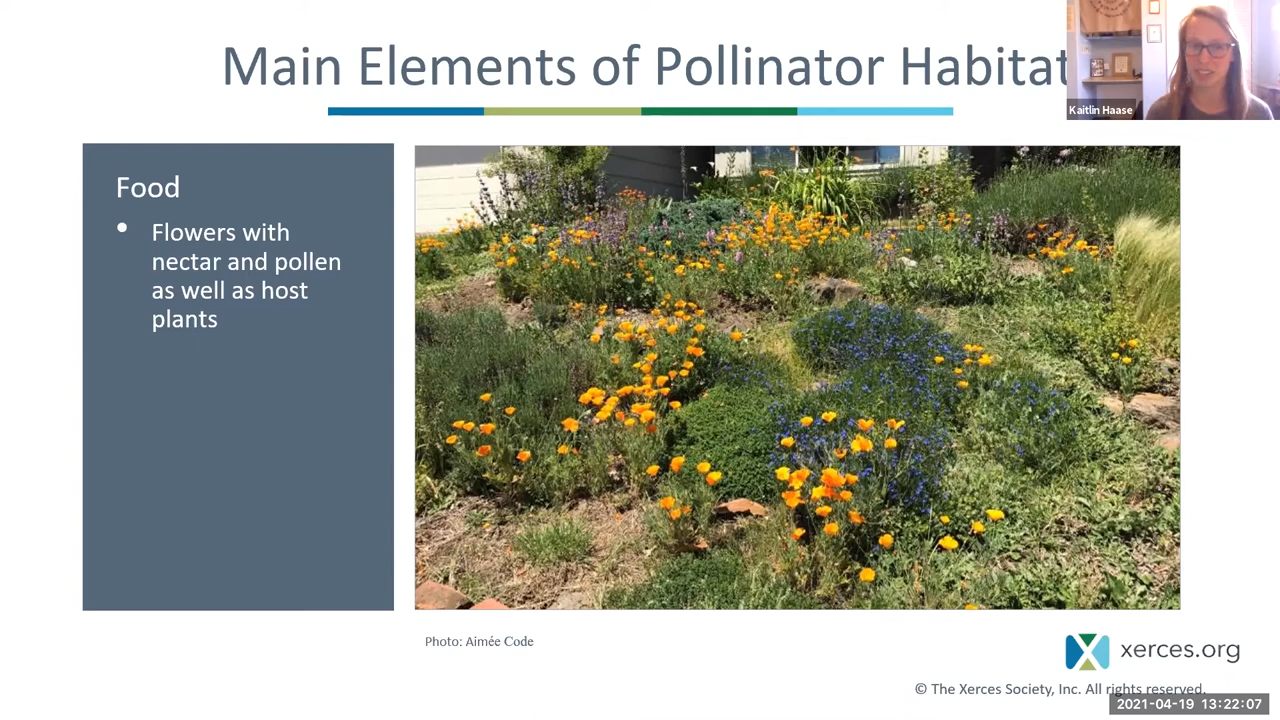 Main Elements of Pollinator Habitat
Kaitlin Haase
Food
• Flowers with
nectar and pollen
as well as host
plants
Photo: Aimée Code
xerces.org
© The Xerces Society, Inc. All rights reserved.
2021-04-19 13:22:07